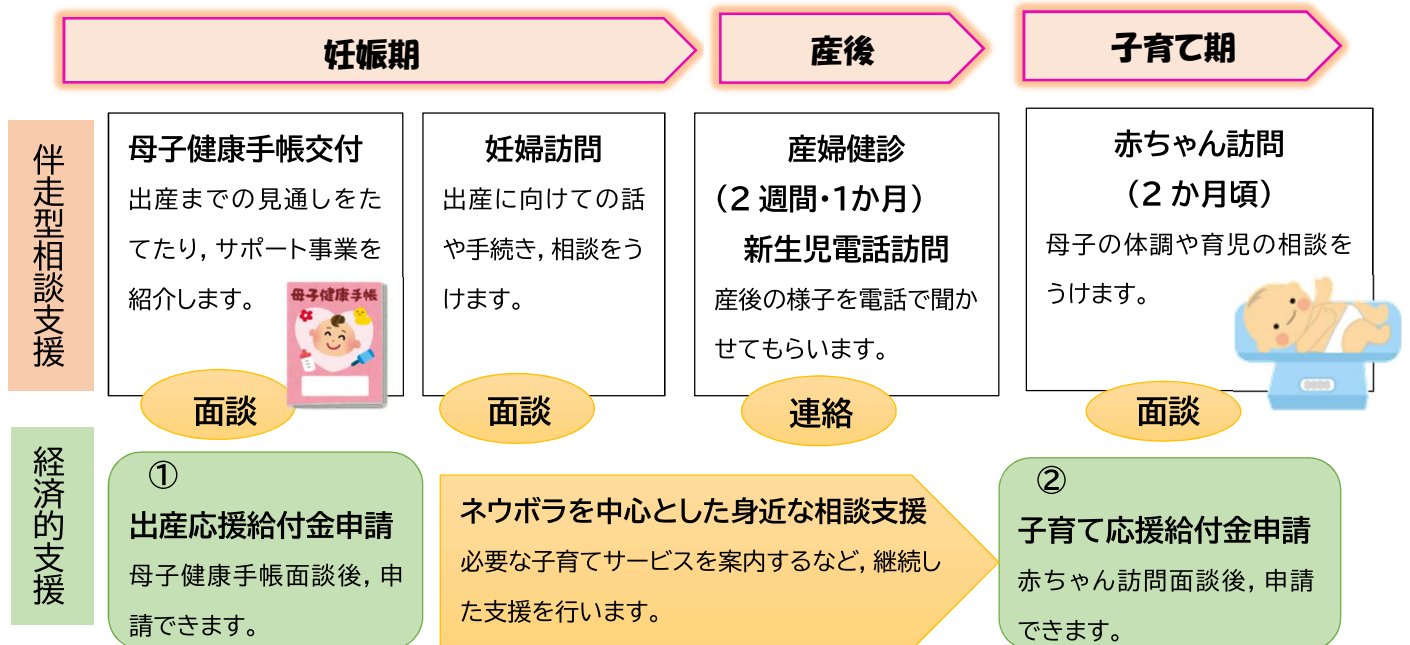 妊娠期
産後
子育て期
伴走型相談支援
母子健康手帳交付
出産までの見通しをた
てたり，サポート事業を
紹介します。
母子健康手帳
面談
妊婦訪問
出産に向けての話
や手続き，相談をう
けます。
面談
産婦健診
（2 週間・1か月）
新生児電話訪問
産後の様子を電話で聞か
せてもらいます。
連絡
赤ちゃん訪問
（2 か月頃）
母子の体調や育児の相談を
うけます。
面談
経済的支援
①
出産応援給付金申請
母子健康手帳面談後，申
請できます。
ネウボラを中心とした身近な相談支援
必要な子育てサービスを案内するなど，継続し
た支援を行います。
②
子育て応援給付金申請
赤ちゃん訪問面談後，申請
できます。